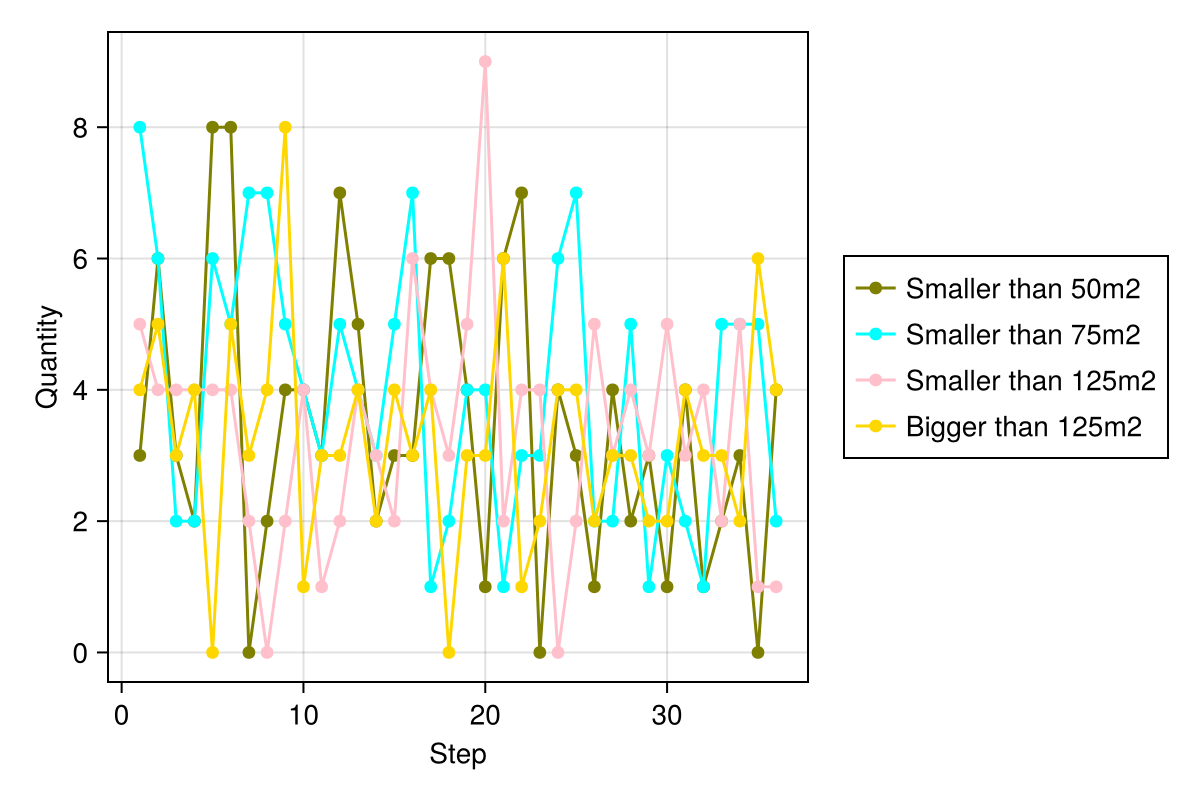 8
6
4
2
0
Quantity
0 10 20 30
Step
Smaller than 50m2
Smaller than 75m2
Smaller than 125m2
Bigger than 125m2